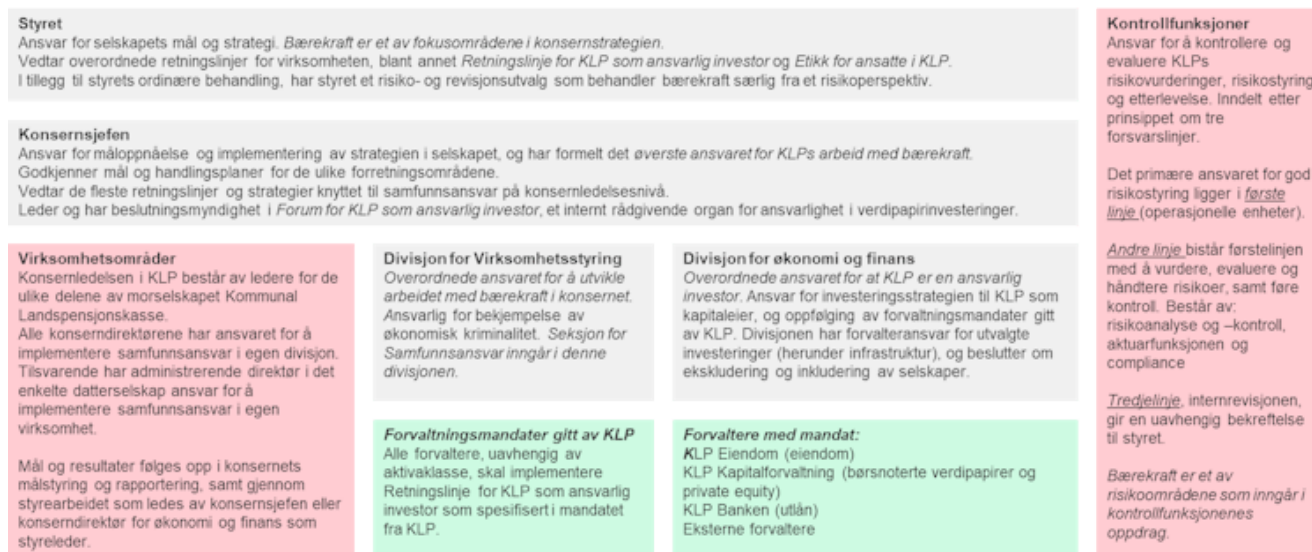 Styret
Ansvar for selskapets mål og strategi. Bærekraft er et av fokusområdene i konsernstrategien.
Vedtar overordnede retningslinjer for virksomheten, blant annet Retningslinje for KLP som ansvarlig investor og Etikk for ansatte i KLP.
I tillegg til styrets ordinære behandling, har styret et risiko- og revisjonsutvalg som behandler bærekraft særlig fra et risikoperspektiv.
Konsernsjefen
Ansvar for måloppnåelse og implementering av strategien i selskapet, og har formelt det øverste ansvaret for KLPs arbeid med bærekraft.
Godkjenner mål og handlingsplaner for de ulike forretningsområdene.
Vedtar de fleste retningslinjer og strategier knyttet til samfunnsansvar på konsernledelsesnivå.
Leder og har beslutningsmyndighet i Forum for KLP som ansvarlig investor, et internt rådgivende organ for ansvarlighet i verdipapirinvesteringer.
Virksomhetsområder
Konsernledelsen i KLP består av ledere for de
ulike delene av morselskapet Kommunal
Landspensjonskasse.
Alle konserndirektørene har ansvaret for å
implementere samfunnsansvar i egen divisjon.
Tilsvarende har administrerende direktør i det
enkelte datterselskap ansvar for å
implementere samfunnsansvar i egen
virksomhet.
Mål og resultater følges opp i konsernets
målstyring og rapportering, samt gjennom
styrearbeidet som ledes av konsernsjefen eller
konserndirektør for økonomi og finans som
styreleder.
Divisjon for Virksomhetsstyring
Overordnede ansvaret for å utvikle
arbeidet med bærekraft i konsernet.
Ansvarlig for bekjempelse av
økonomisk kriminalitet. Seksjon for
Samfunnsansvar inngår i denne
divisjonen.
Divisjon for økonomi og finans
Overordnede ansvaret for at KLP er en ansvarlig
investor. Ansvar for investeringsstrategien til KLP som
kapitaleier, og oppfølging av forvaltningsmandater gitt
av KLP. Divisjonen har forvalteransvar for utvalgte
investeringer (herunder infrastruktur), og beslutter om
ekskludering og inkludering av selskaper.
Forvaltningsmandater gitt av KLP
Alle forvaltere, uavhengig av
aktivaklasse, skal implementere
Retningslinje for KLP som ansvarlig
investor som spesifisert i mandatet
fra KLP.
Forvaltere med mandat:
KLP Eiendom (eiendom)
KLP Kapitalforvaltning (børsnoterte verdipapirer og
private equity)
KLP Banken (utlån)
Eksterne forvaltere
Kontrollfunksjoner
Ansvar for å kontrollere og
evaluere KLPs
risikovurderinger, risikostyring
og etterlevelse. Inndelt etter
prinsippet om tre
forsvarslinjer.
Det primære ansvaret for god
risikostyring ligger i første
linje (operasjonelle enheter).
Andre linje bistår førstelinjen
med å vurdere, evaluere og
håndtere risikoer, samt føre
kontroll. Består av:
risikoanalyse og –kontroll,
aktuarfunksjonen og
compliance
Tredjelinje, internrevisjonen,
gir en uavhengig bekreftelse
til styret.
Bærekraft er et av
risikoområdene som inngår i
kontrollfunksjonenes
oppdrag.